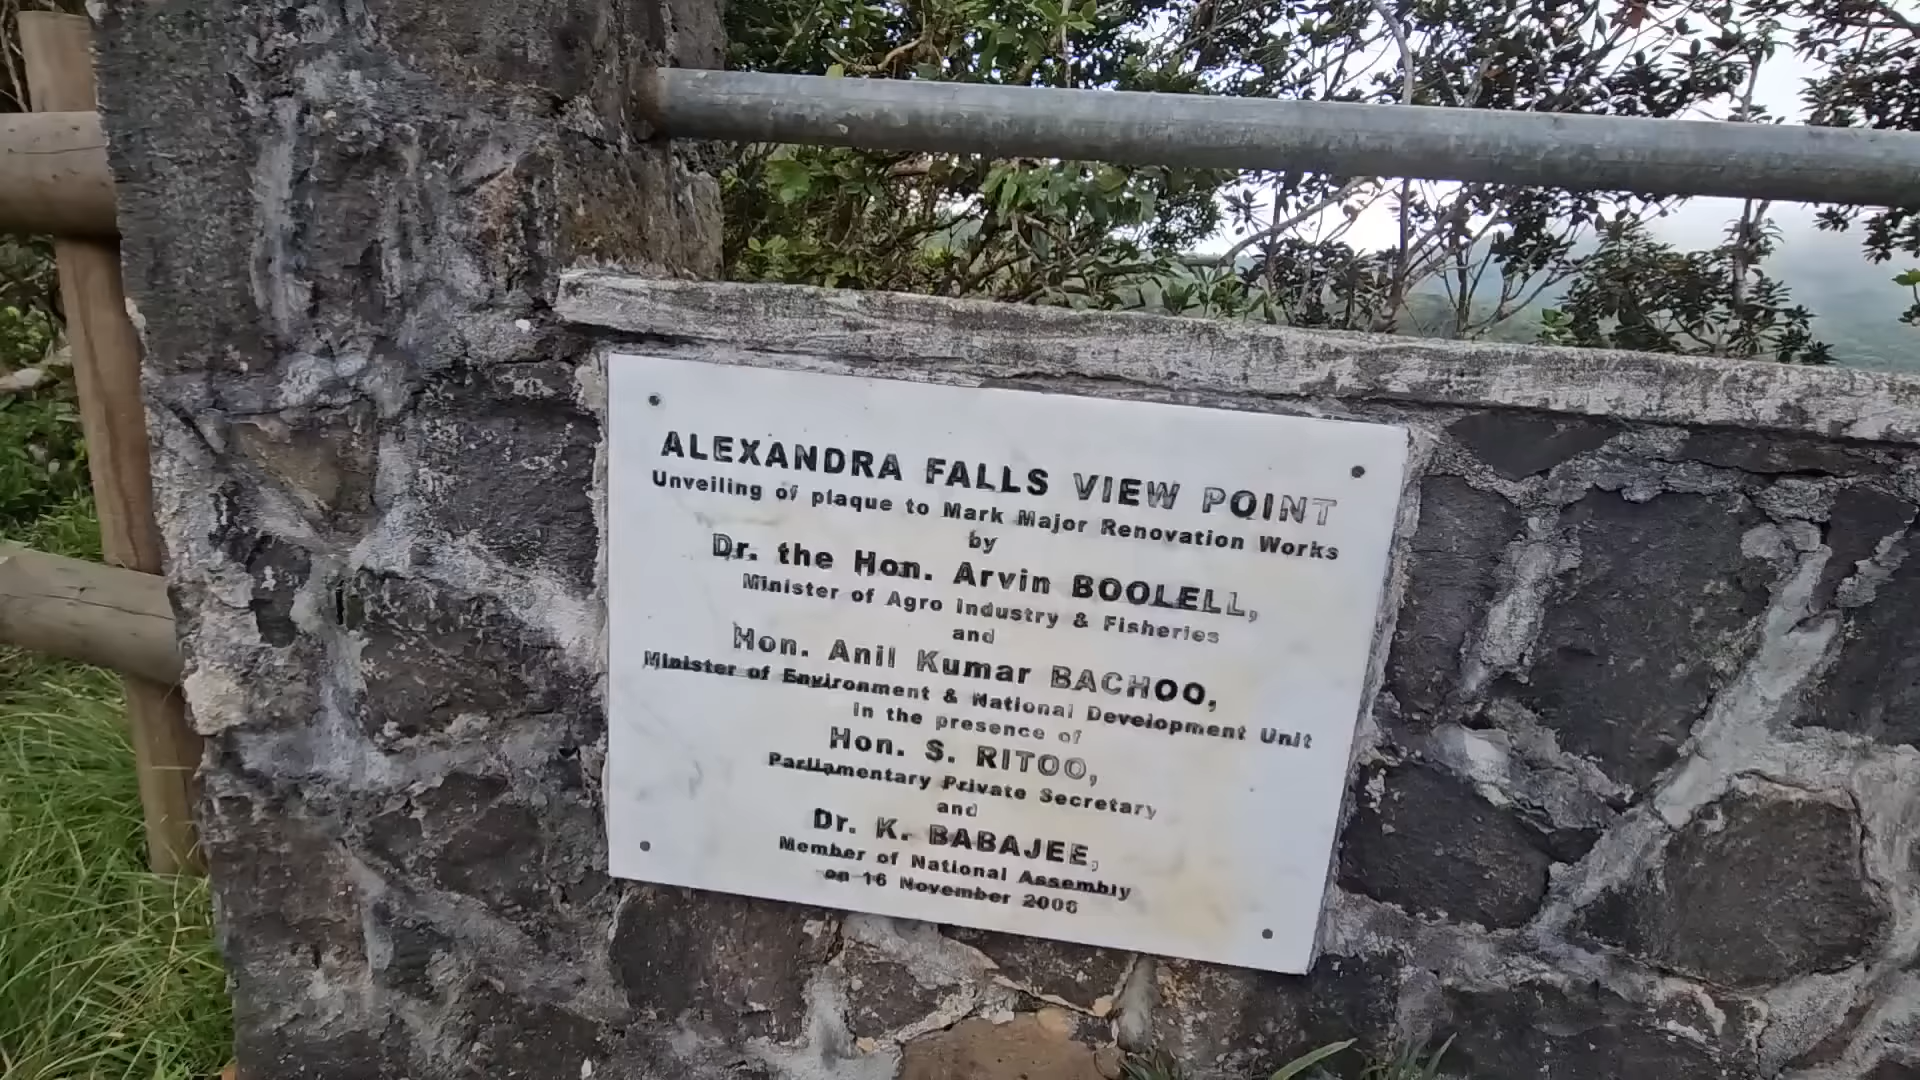 ALEXANDRA FALLS VIEW POINT
Unveiling of plaque to Mark Major Renovation Works
by
Dr. the Hon. Arvin BOOLELL,
Minister of Agro Industry & Fisheries
and
Hon. Anil Kumar BACHOO,
Minister of Environment & National Development Unit
in the presence of
Hon. S. RITOO,
Parliamentary Private Secretary
and
Dr. K. BABAJEE,
Member of National Assembly
on 16 November 2006